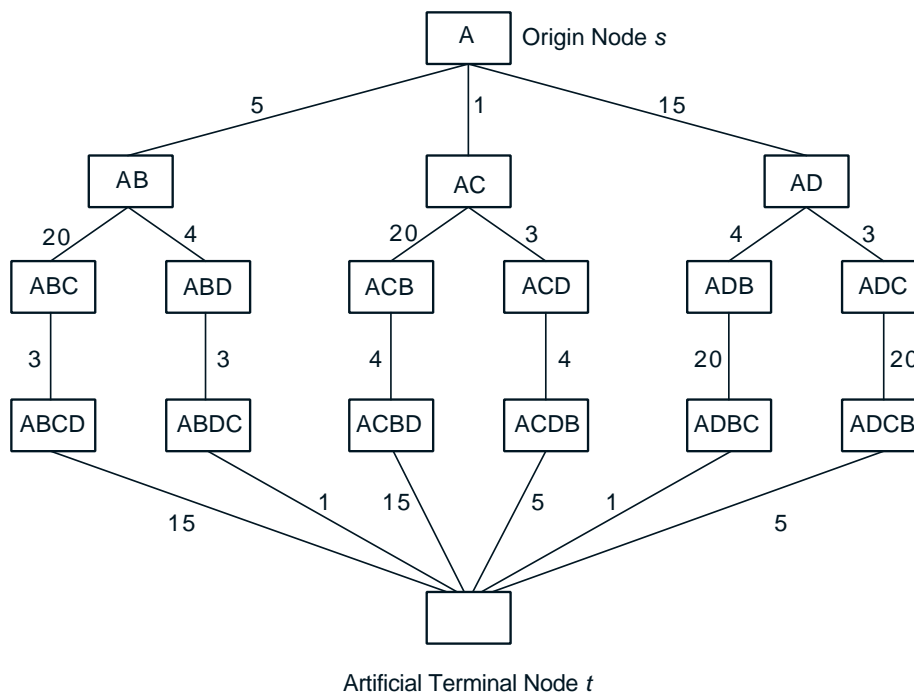 A Origin Node s
5 1 15
AB AC AD
20 4 20 3 4 3
ABC ABD ACB ACD ADB ADC
3 3 4 4 20 20
ABCD ABDC ACBD ACDB ADBC ADCB
15 1 15 5 1 5
Artificial Terminal Node t